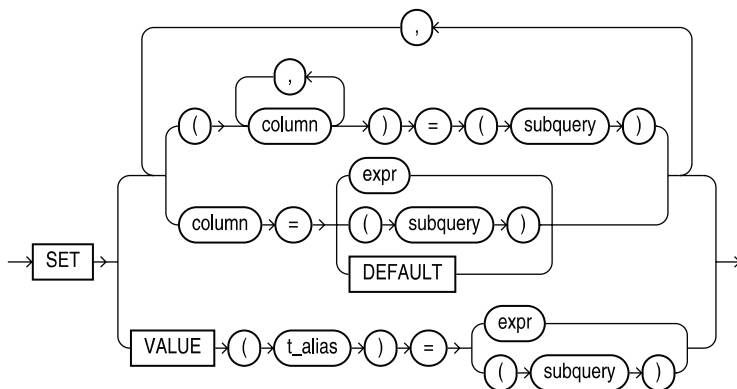 ,
,
( column ) = ( subquery )
expr
column = ( subquery )
SET DEFAULT
expr
VALUE ( t_alias ) =
( subquery )